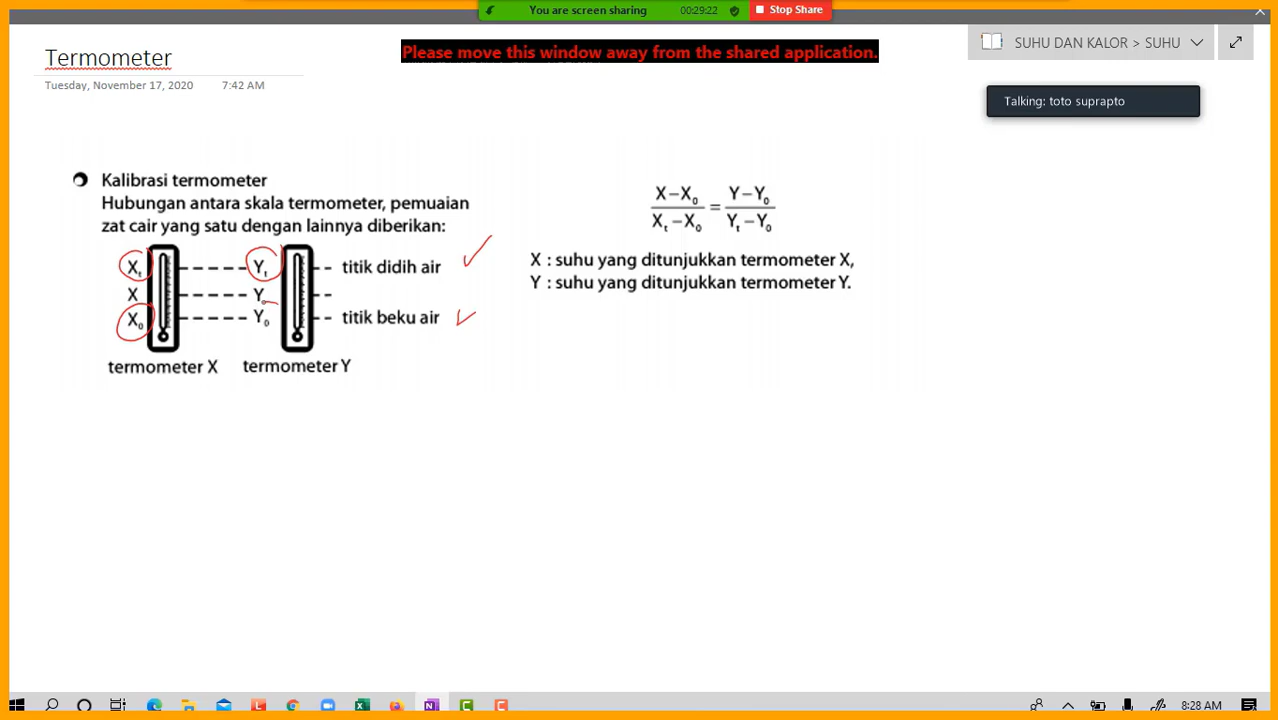 You are screen sharing
00:29:22
Stop Share
Termometer
Please move this window away from the shared application.
SUHU DAN KALOR > SUHU
Tuesday, November 17, 2020 7:42 AM
Talking: toto suprapto
Kalibrasi termometer
Hubungan antara skala termometer, pemuaian
zat cair yang satu dengan lainnya diberikan:
Xt Yt titik didih air
X Y
X0 Y0 titik beku air
termometer X termometer Y
X−X0 / Xt−X0 = Y−Y0 / Yt−Y0
X : suhu yang ditunjukkan termometer X,
Y : suhu yang ditunjukkan termometer Y.
8:28 AM